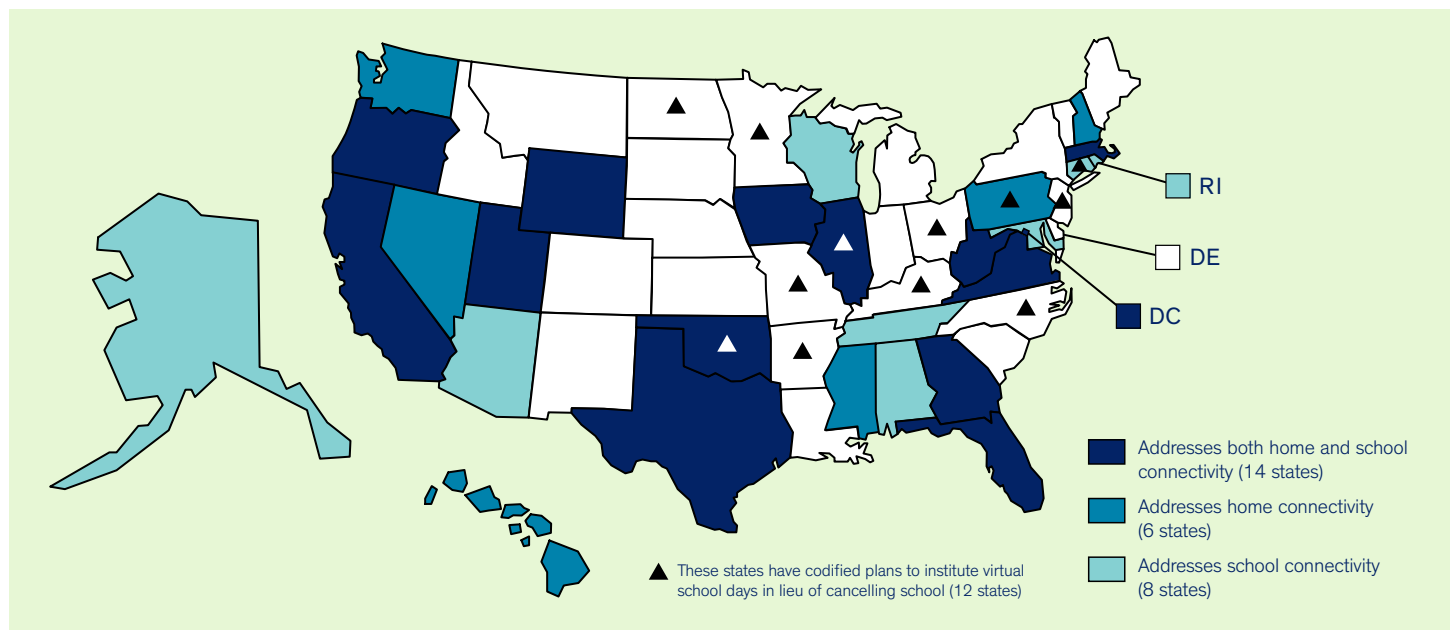 RI
DE
DC
Addresses both home and school
connectivity (14 states)
Addresses home connectivity
(6 states)
Addresses school connectivity
(8 states)
These states have codified plans to institute virtual
school days in lieu of cancelling school (12 states)